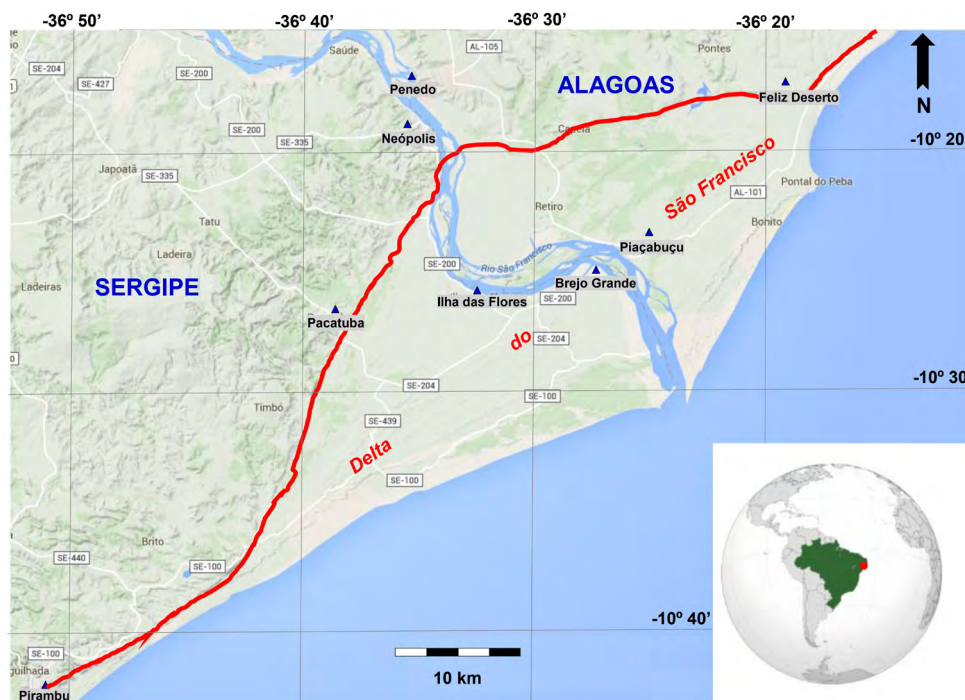 -36º 50'
-36º 40'
-36º 30'
-36º 20'
Saúde
AL-105
Pontes
SE-204
SE-200
SE-427
Penedo
ALAGOAS
Feliz Deserto
N
Neópolis
SE-200
SE-335
-10º 20'
Japoatã
SE-335
São Francisco
AL-101
Pontal do Peba
Tatu
Retiro
Bonito
Piaçabuçu
Ladeira
SE-200
Rio São Francisco
Ladeiras
SERGIPE
Brejo Grande
Ilha das Flores
SE-200
Pacatuba
do
SE-204
SE-204
-10º 30'
SE-100
Timbó
SE-439
Delta
SE-100
Brito
SE-440
SE-100
-10º 40'
SE-100
10 km
Pirambu